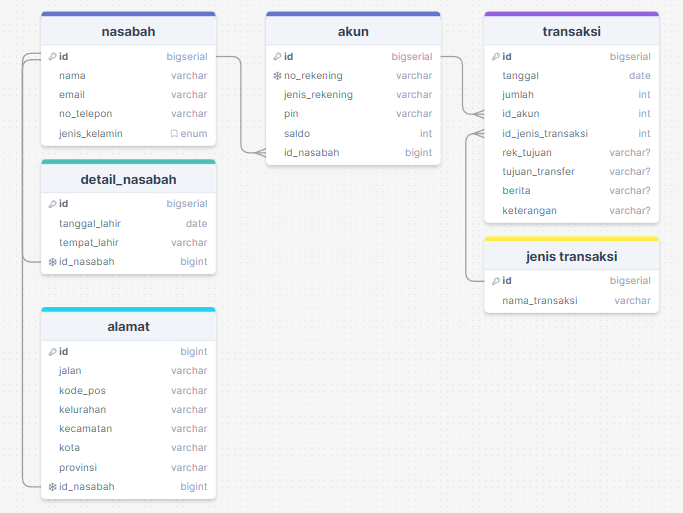 nasabah
id bigserial
nama varchar
email varchar
no_telepon varchar
jenis_kelamin enum
detail_nasabah
id bigserial
tanggal_lahir date
tempat_lahir varchar
id_nasabah bigint
alamat
id bigint
jalan varchar
kode_pos varchar
kelurahan varchar
kecamatan varchar
kota varchar
provinsi varchar
id_nasabah bigint
akun
id bigserial
no_rekening varchar
jenis_rekening varchar
pin varchar
saldo int
id_nasabah bigint
transaksi
id bigserial
tanggal date
jumlah int
id_akun int
id_jenis_transaksi int
rek_tujuan varchar?
tujuan_transfer varchar?
berita varchar?
keterangan varchar?
jenis transaksi
id bigserial
nama_transaksi varchar